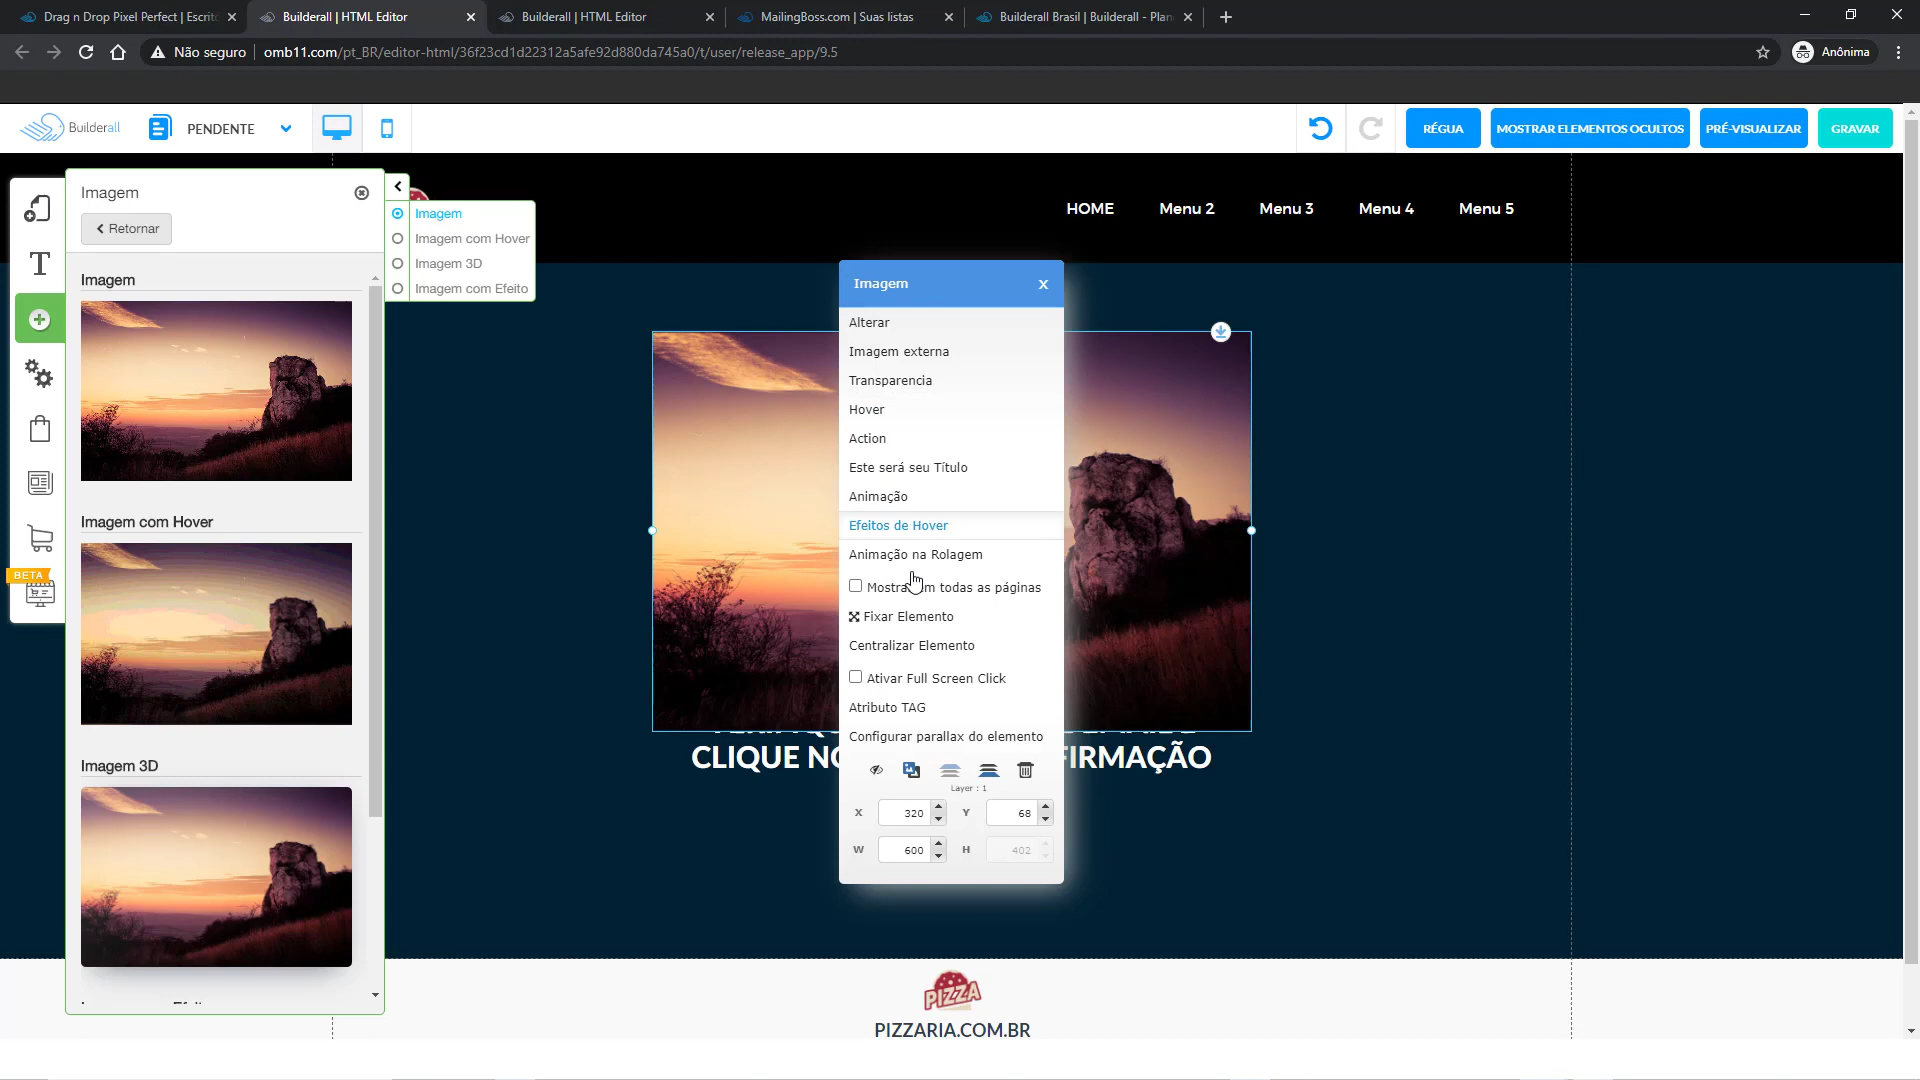 Drag n Drop Pixel Perfect | Escrit
Builderall | HTML Editor
Builderall | HTML Editor
MailingBoss.com | Suas listas
Builderall Brasil | Builderall - Plan
Não seguro
omb11.com/pt_BR/editor-html/36f23cd1d22312a5afe92d880da745a0/t/user/release_app/9.5
Anônima
Builderall
PENDENTE
RÉGUA
MOSTRAR ELEMENTOS OCULTOS
PRÉ-VISUALIZAR
GRAVAR
Imagem
Retornar
Imagem
Imagem com Hover
Imagem 3D
BETA
Imagem
Imagem com Hover
Imagem 3D
Imagem com Efeito
HOME
Menu 2
Menu 3
Menu 4
Menu 5
Imagem
X
Alterar
Imagem externa
Transparencia
Hover
Action
Este será seu Título
Animação
Efeitos de Hover
Animação na Rolagem
todas as páginas
Fixar Elemento
Centralizar Elemento
Ativar Full Screen Click
Atributo TAG
Configurar parallax do elemento
Layer : 1
X 320 Y 68
W 600 H 402
CLIQUE
PIZZA
PIZZARIA.COM.BR